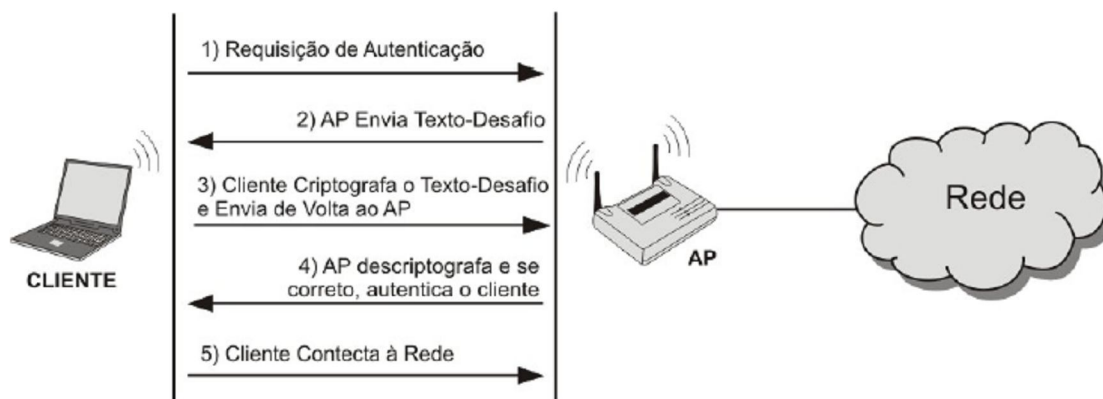 1) Requisição de Autenticação
2) AP Envia Texto-Desafio
3) Cliente Criptografa o Texto-Desafio
e Envia de Volta ao AP
4) AP descriptografa e se
correto, autentica o cliente
5) Cliente Contecta à Rede
CLIENTE
AP
Rede